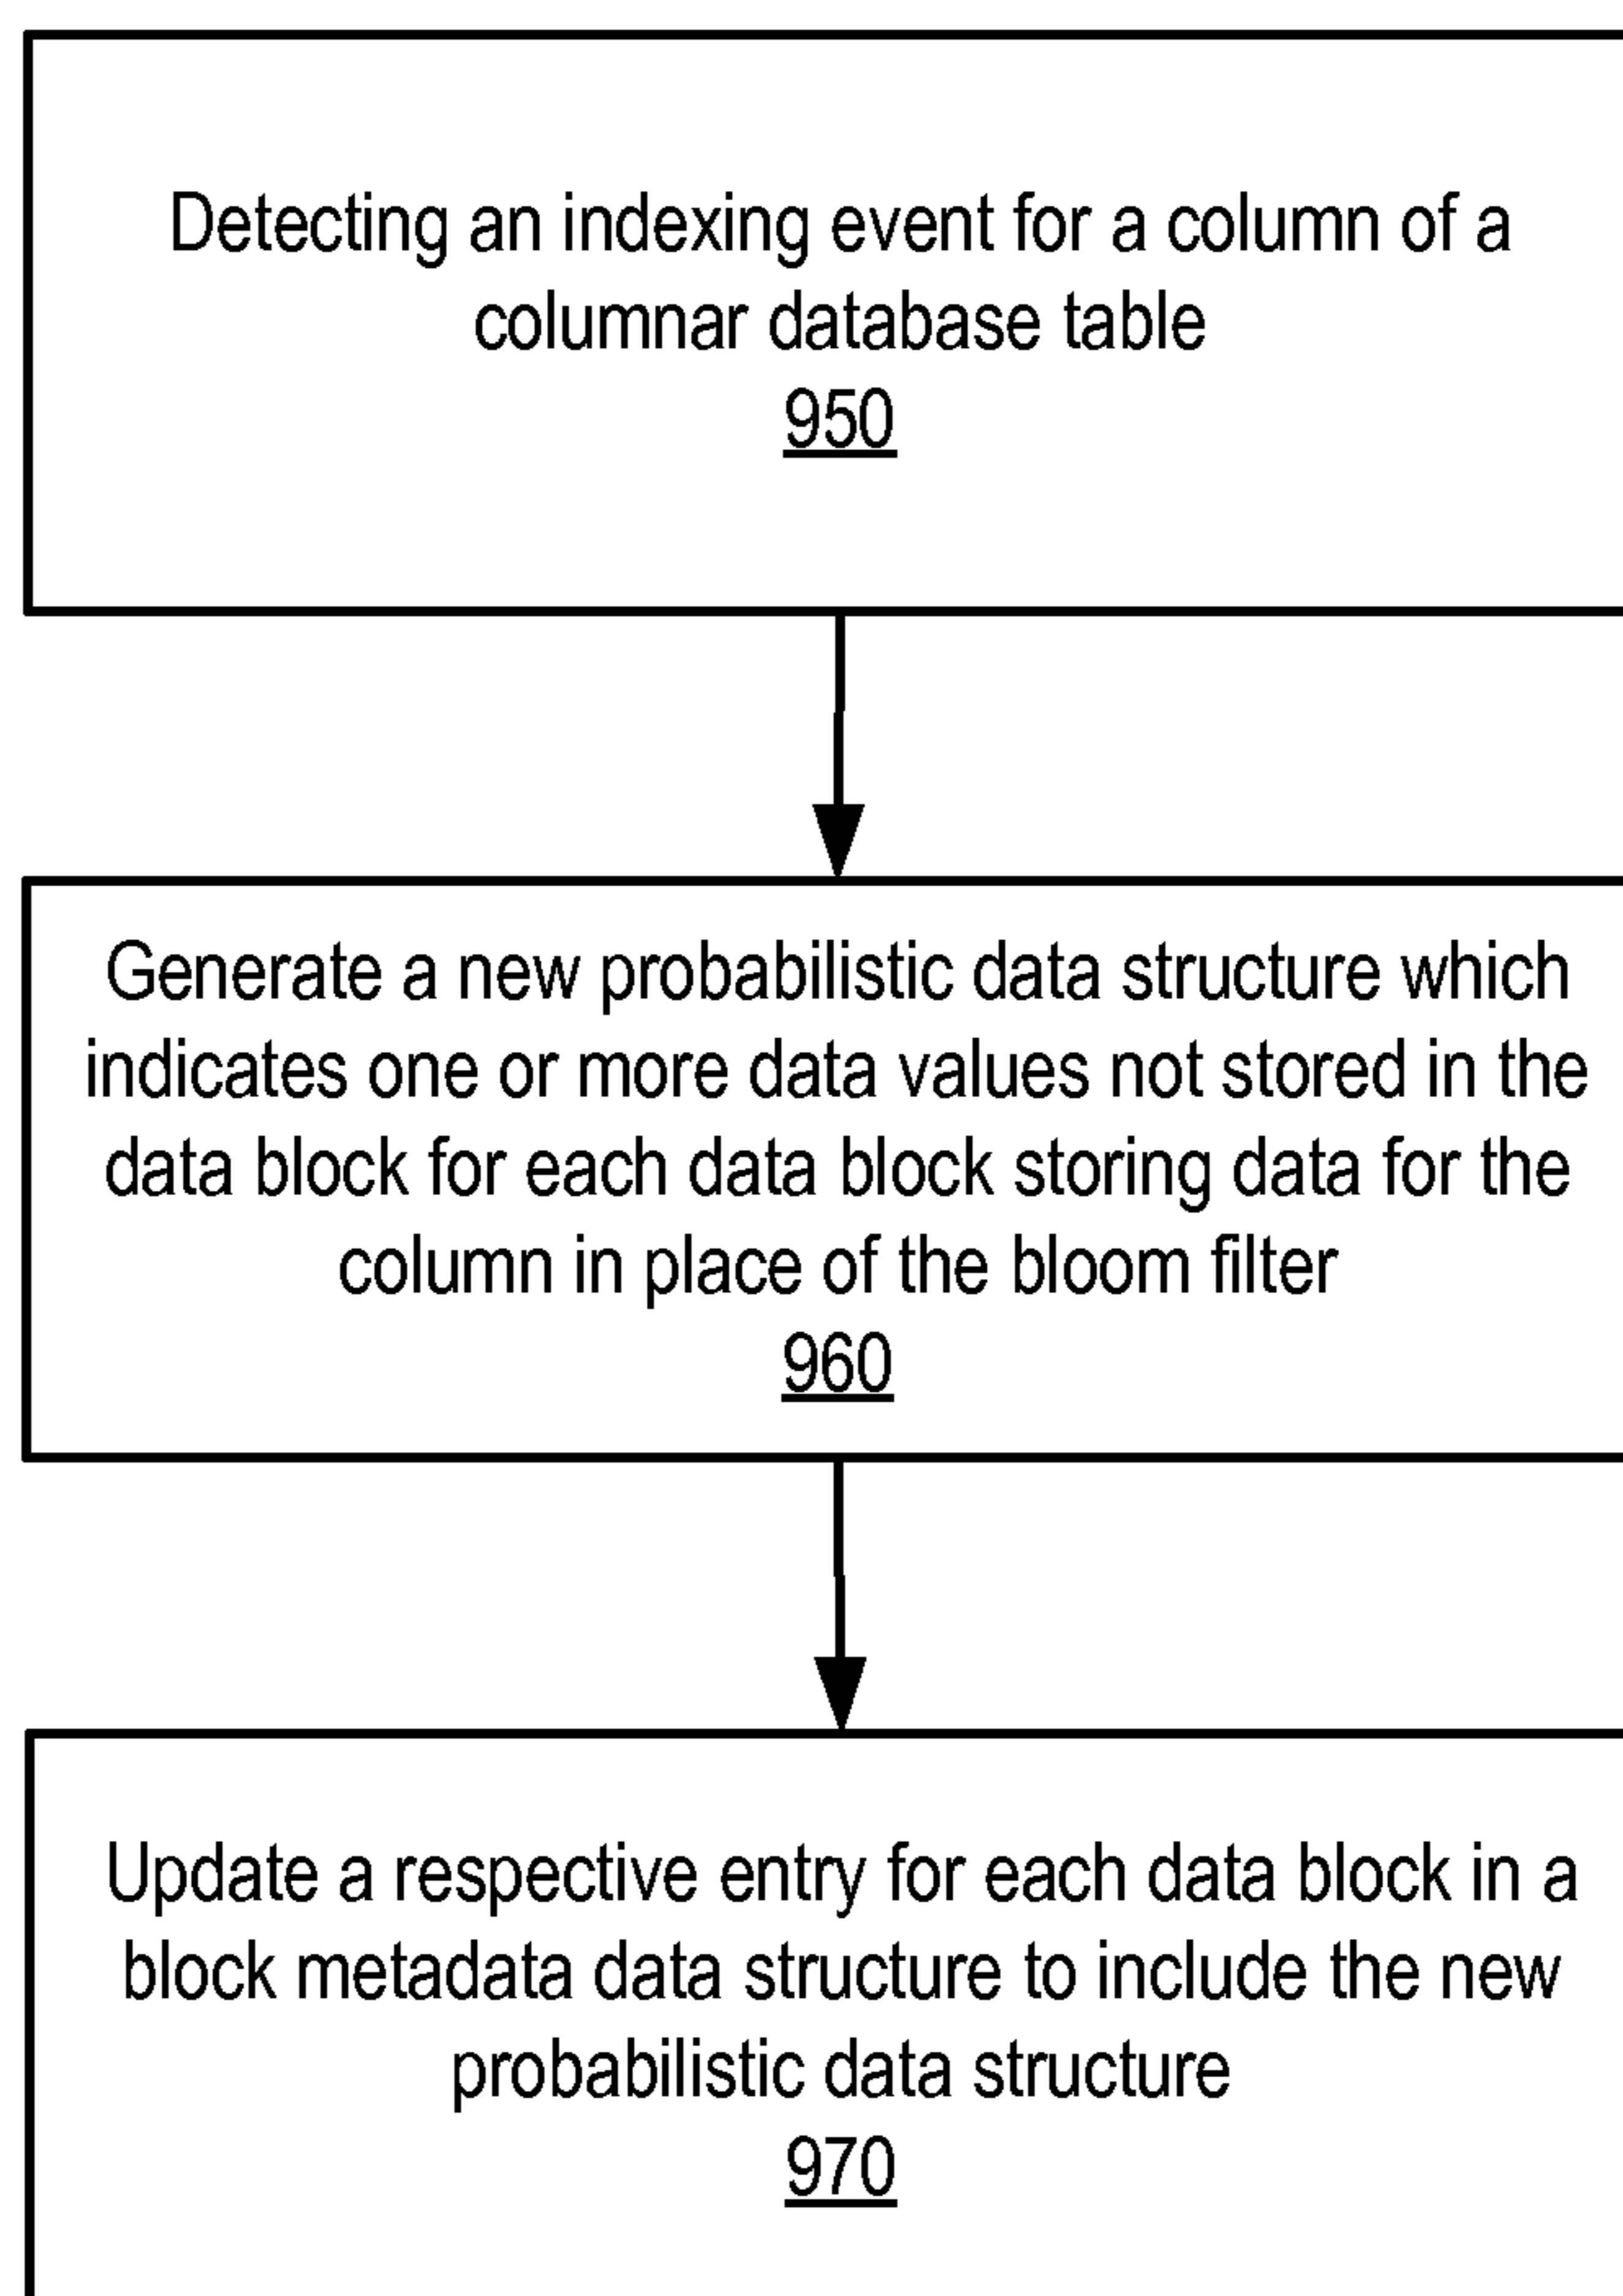 Detecting an indexing event for a column of a
columnar database table
950
Generate a new probabilistic data structure which
indicates one or more data values not stored in the
data block for each data block storing data for the
column in place of the bloom filter
960
Update a respective entry for each data block in a
block metadata data structure to include the new
probabilistic data structure
970